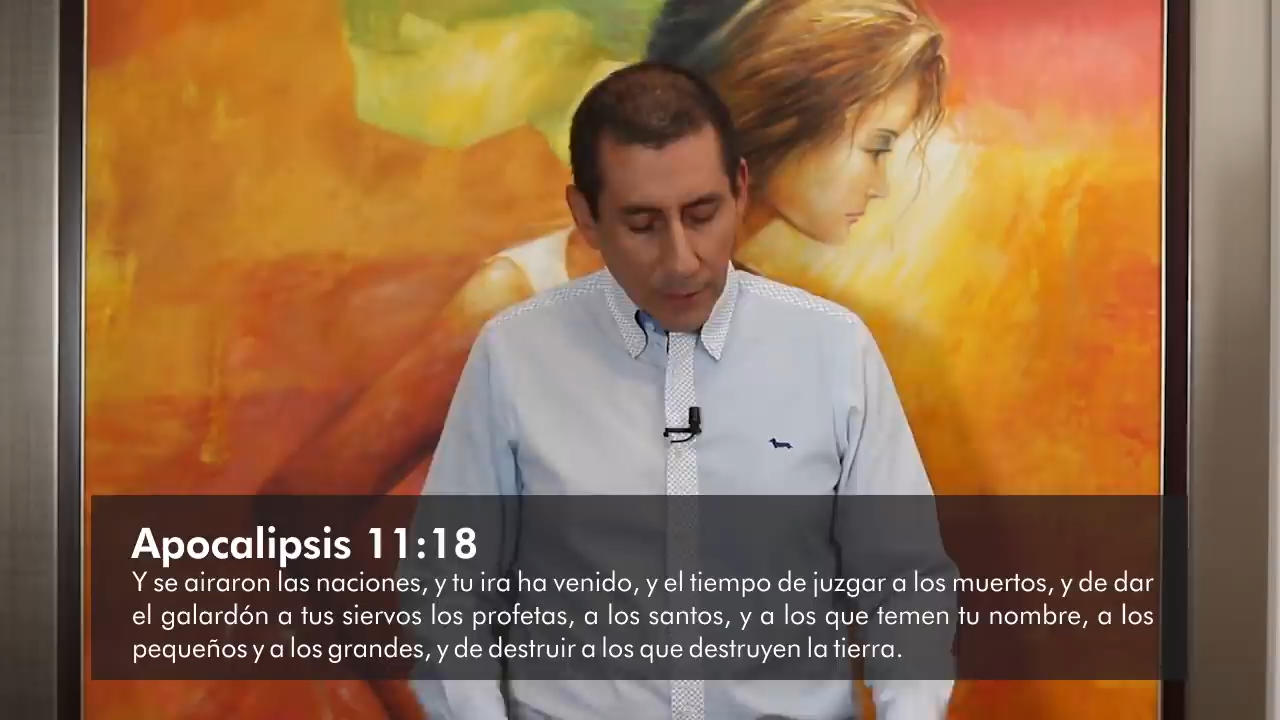 Apocalipsis 11:18
Y se airaron las naciones, y tu ira ha venido, y el tiempo de juzgar a los muertos, y de dar
el galardón a tus siervos los profetas, a los santos, y a los que temen tu nombre, a los
pequeños y a los grandes, y de destruir a los que destruyen la tierra.